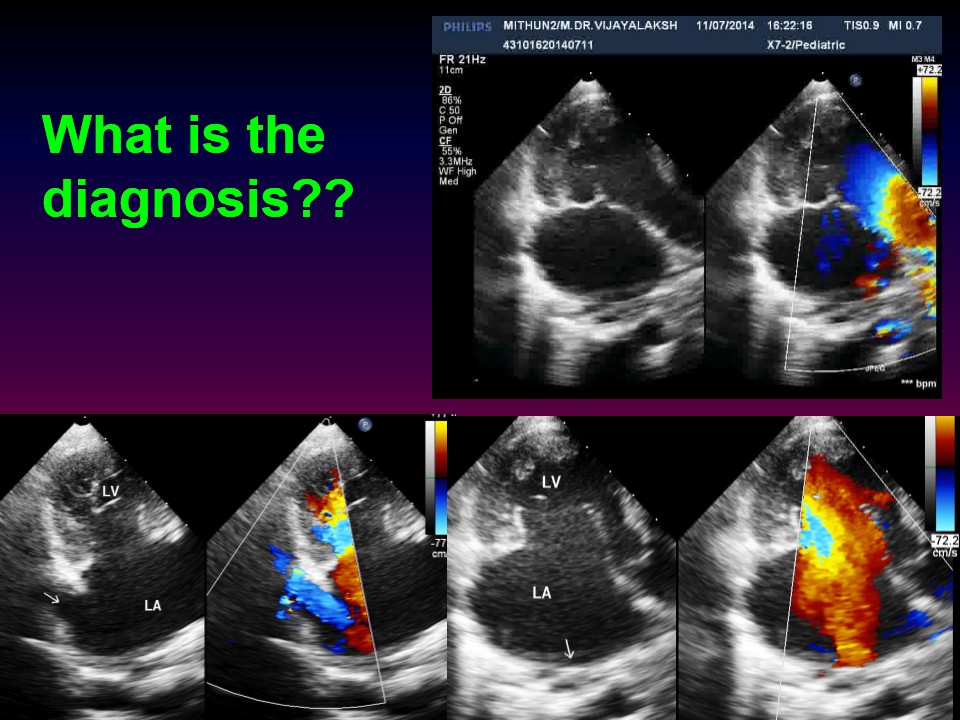 What is the
diagnosis??
PHILIPS MITHUN2/M.DR.VIJAYALAKSH 11/07/2014 16:22:16 TIS0.9 MI 0.7
43101620140711 X7-2/Pediatric
FR 21Hz
11cm
2D
86%
C 50
P Off
Gen
CF
55%
3.3MHz
WF High
Med
M3 M4
+72.2
-72.2
cm/s
P
JPEG
*** bpm
P
LV
LA
-77
cm/
LV
LA
-72.2
cm/s